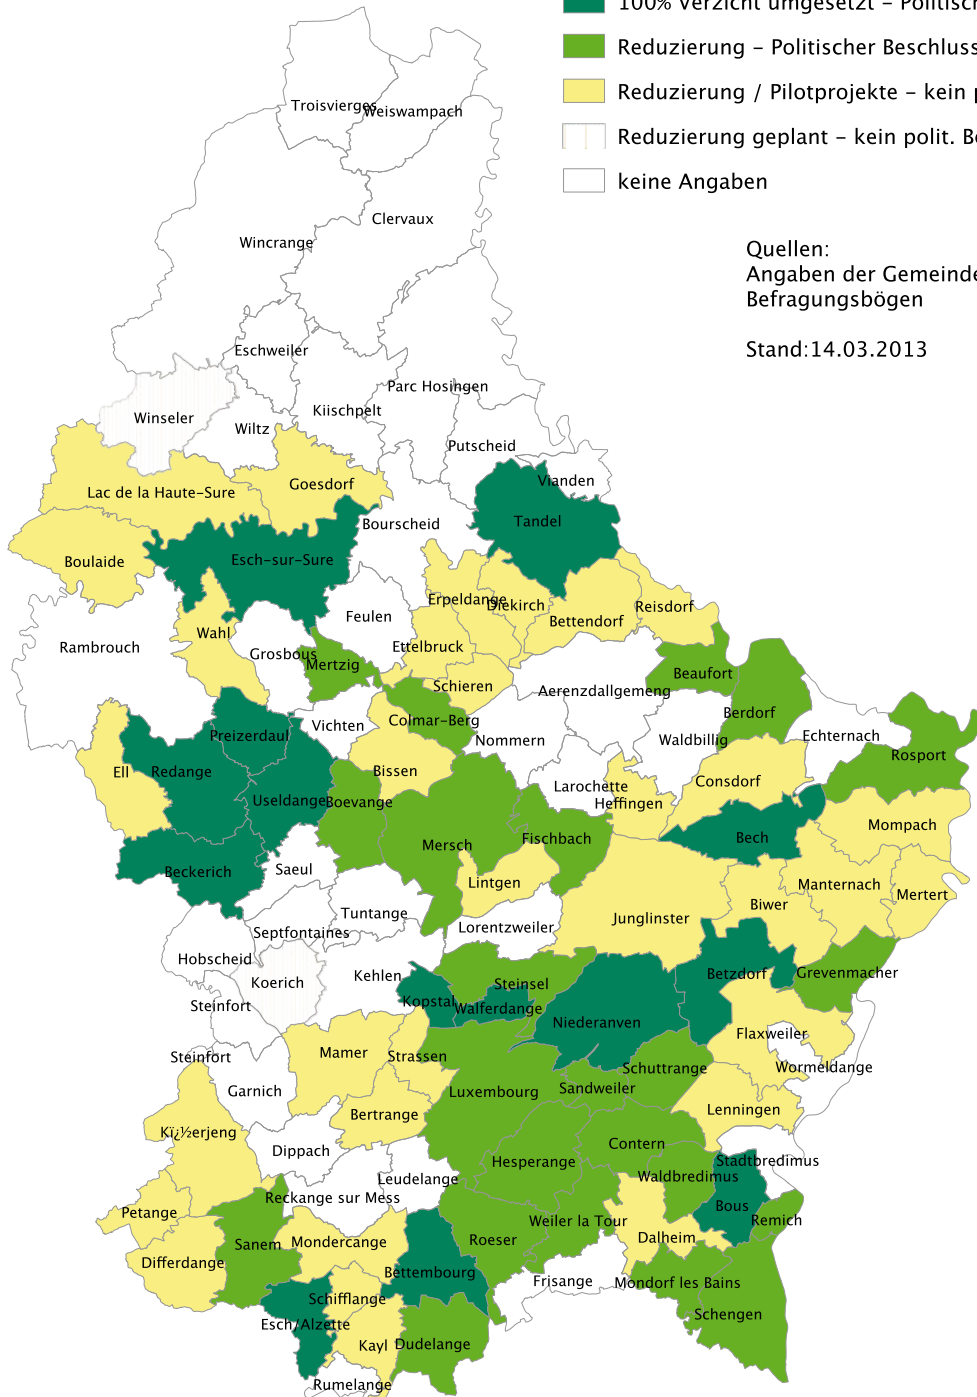 100% Verzicht umgesetzt – Politisch
Reduzierung – Politischer Beschluss
Reduzierung / Pilotprojekte – kein p
Reduzierung geplant – kein polit. Be
keine Angaben
Quellen:
Angaben der Gemeinde
Befragungsbögen
Stand:14.03.2013
Troisvierges
Weiswampach
Clervaux
Wincrange
Eschweiler
Parc Hosingen
Kiischpelt
Winseler
Wiltz
Putscheid
Vianden
Goesdorf
Lac de la Haute-Sure
Bourscheid
Tandel
Esch-sur-Sure
Boulaide
Erpeldange
Diekirch
Reisdorf
Feulen
Bettendorf
Wahl
Rambrouch
Ettelbruck
Grosbous
Mertzig
Beaufort
Schieren
Aerenzdallgemeng
Berdorf
Colmar-Berg
Vichten
Preizerdaul
Echternach
Nommern
Waldbillig
Rosport
Ell
Redange
Bissen
Consdorf
Larochette
Useldange
Boevange
Heffingen
Mompach
Bech
Fischbach
Mersch
Beckerich
Saeul
Lintgen
Manternach
Mertert
Biwer
Tuntange
Junglinster
Lorentzweiler
Septfontaines
Hobscheid
Betzdorf
Grevenmacher
Kehlen
Koerich
Steinsel
Kopstal
Walferdange
Steinfort
Niederanven
Flaxweiler
Mamer
Strassen
Steinfort
Wormeldange
Schuttrange
Sandweiler
Garnich
Luxembourg
Lenningen
Bertrange
Kï¿½erjeng
Contern
Dippach
Hesperange
Stadtbredimus
Waldbredimus
Leudelange
Reckange sur Mess
Bous
Petange
Weiler la Tour
Remich
Dalheim
Roeser
Mondercange
Sanem
Differdange
Bettembourg
Frisange
Mondorf les Bains
Schifflange
Schengen
Esch/Alzette
Kayl
Dudelange
Rumelange